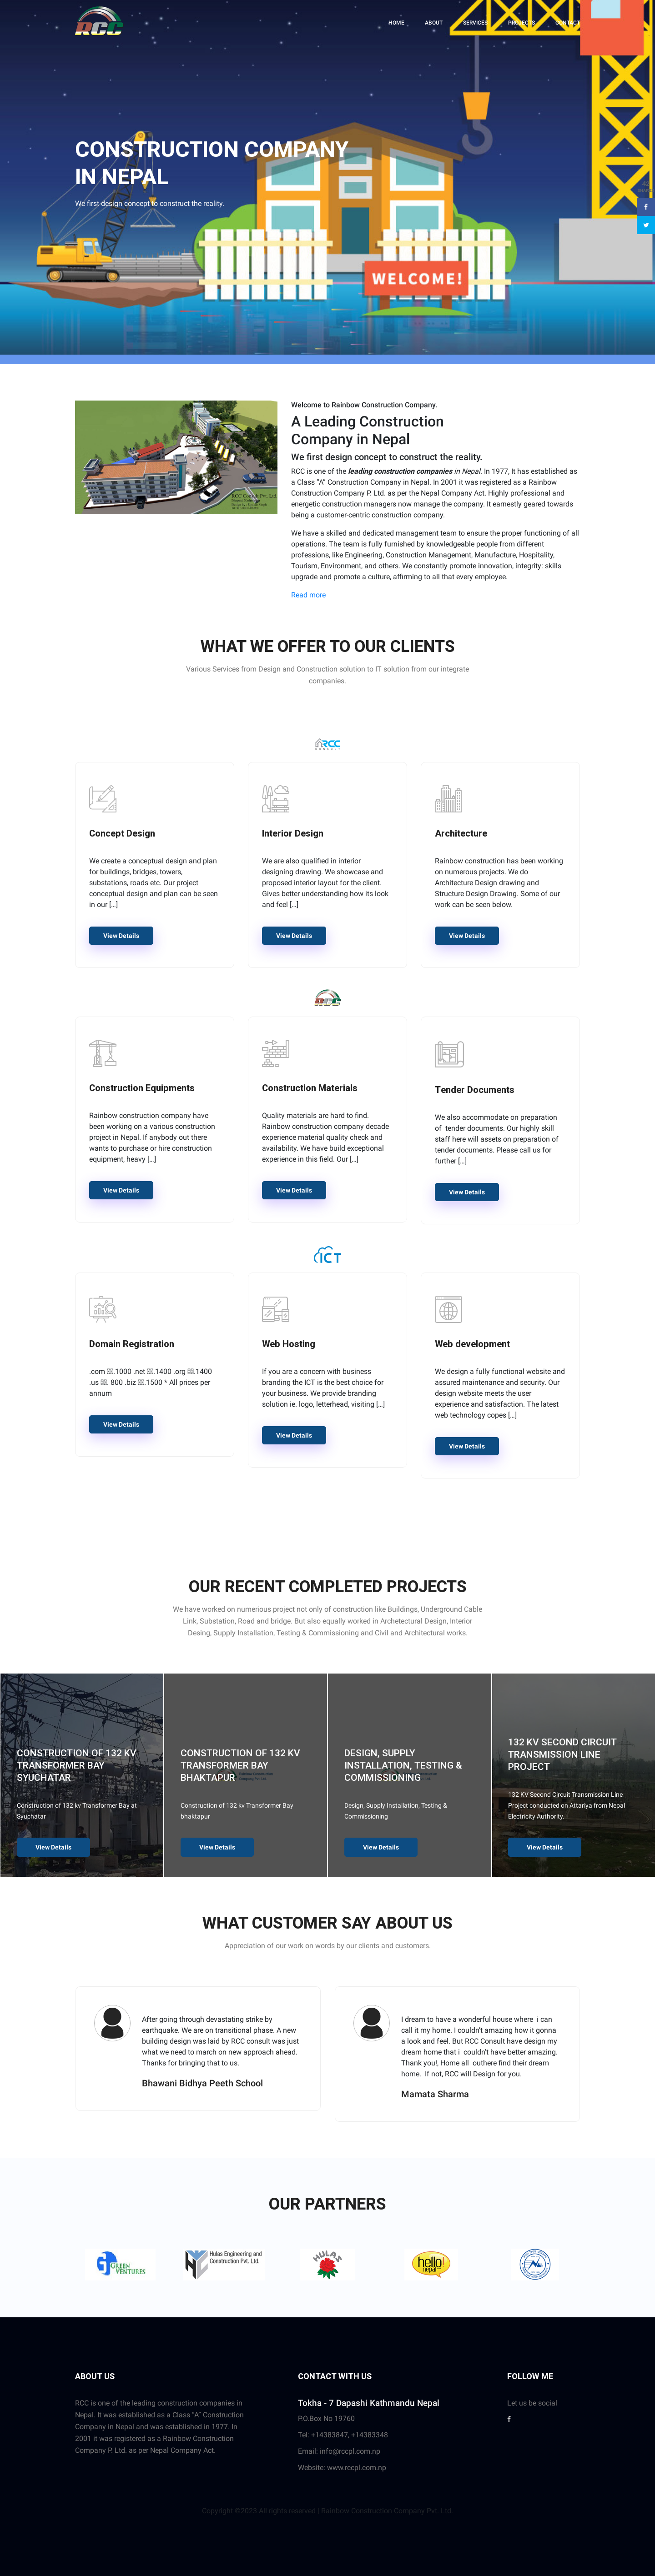 RCC
HOME ABOUT SERVICES PROJECTS CONTACT
CONSTRUCTION COMPANY
IN NEPAL
We first design concept to construct the reality.
WELCOME!
Welcome to Rainbow Construction Company.
A Leading Construction
Company in Nepal
We first design concept to construct the reality.
RCC is one of the leading construction companies in Nepal. In 1977, It has established as
a Class "A" Construction Company in Nepal. In 2001 it was registered as a Rainbow
Construction Company P. Ltd. as per the Nepal Company Act. Highly professional and
energetic construction managers now manage the company. It earnestly geared towards
being a customer-centric construction company.
We have a skilled and dedicated management team to ensure the proper functioning of all
operations. The team is fully furnished by knowledgeable people from different
professions, like Engineering, Construction Management, Manufacture, Hospitality,
Tourism, Environment, and others. We constantly promote innovation, integrity: skills
upgrade and promote a culture, affirming to all that every employee.
Read more
WHAT WE OFFER TO OUR CLIENTS
Various Services from Design and Construction solution to IT solution from our integrate
companies.
RCC
Concept Design
We create a conceptual design and plan
for buildings, bridges, towers,
substations, roads etc. Our project
conceptual design and plan can be seen
in our [...]
View Details
Interior Design
We are also qualified in interior
designing drawing. We showcase and
proposed interior layout for the client.
Gives better understanding how its look
and feel [...]
View Details
Architecture
Rainbow construction has been working
on numerous projects. We do
Architecture Design drawing and
Structure Design Drawing. Some of our
work can be seen below.
View Details
RCC
Construction Equipments
Rainbow construction company have
been working on a various construction
project in Nepal. If anybody out there
wants to purchase or hire construction
equipment, heavy [...]
View Details
Construction Materials
Quality materials are hard to find.
Rainbow construction company decade
experience material quality check and
availability. We have build exceptional
experience in this field. Our [...]
View Details
Tender Documents
We also accommodate on preparation
of tender documents. Our highly skill
staff here will assets on preparation of
tender documents. Please call us for
further [...]
View Details
ICT
Domain Registration
.com .1000 .net .1400 .org .1400
.us . 800 .biz .1500 * All prices per
annum
View Details
Web Hosting
If you are a concern with business
branding the ICT is the best choice for
your business. We provide branding
solution ie. logo, letterhead, visiting [...]
View Details
Web development
We design a fully functional website and
assured maintenance and security. Our
design website meets the user
experience and satisfaction. The latest
web technology copes [...]
View Details
OUR RECENT COMPLETED PROJECTS
We have worked on numerious project not only of construction like Buildings, Underground Cable
Link, Substation, Road and bridge. But also equally worked in Archetectural Design, Interior
Desing, Supply Installation, Testing & Commissioning and Civil and Architectural works.
CONSTRUCTION OF 132 KV
TRANSFORMER BAY
SYUCHATAR
Construction of 132 kv Transformer Bay at
Syuchatar
View Details
CONSTRUCTION OF 132 KV
TRANSFORMER BAY
BHAKTAPUR
Construction of 132 kv Transformer Bay
bhaktapur
View Details
DESIGN, SUPPLY
INSTALLATION, TESTING &
COMMISSIONING
Design, Supply Installation, Testing &
Commissioning
View Details
132 KV SECOND CIRCUIT
TRANSMISSION LINE
PROJECT
132 KV Second Circuit Transmission Line
Project conducted on Attariya from Nepal
Electricity Authority.
View Details
WHAT CUSTOMER SAY ABOUT US
Appreciation of our work on words by our clients and customers.
After going through devastating strike by
earthquake. We are on transitional phase. A new
building design was laid by RCC consult was just
what we need to march on new approach ahead.
Thanks for bringing that to us.
Bhawani Bidhya Peeth School
I dream to have a wonderful house where i can
call it my home. I couldn't amazing how it gonna
a look and feel. But RCC Consult have design my
dream home that i couldn't have better amazing.
Thank you!, Home all outhere find their dream
home. If not, RCC will Design for you.
Mamata Sharma
OUR PARTNERS
GREEN VENTURES
Hulas Engineering and
Construction Pvt. Ltd.
HULAS
hello!
nepal
ABOUT US
RCC is one of the leading construction companies in
Nepal. It was established as a Class "A" Construction
Company in Nepal and was established in 1977. In
2001 it was registered as a Rainbow Construction
Company P. Ltd. as per Nepal Company Act.
CONTACT WITH US
Tokha - 7 Dapashi Kathmandu Nepal
P.O.Box No 19760
Tel: +14383847, +14383348
Email: info@rccpl.com.np
Website: www.rccpl.com.np
FOLLOW ME
Let us be social
Copyright ©2023 All rights reserved | Rainbow Construction Company Pvt. Ltd.